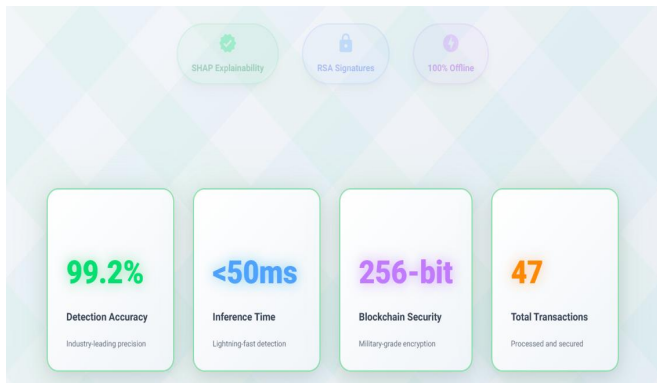 SHAP Explainability
RSA Signatures
100% Offline
99.2%
<50ms
256-bit
47
Detection Accuracy
Inference Time
Blockchain Security
Total Transactions
Industry-leading precision
Lightning-fast detection
Military-grade encryption
Processed and secured